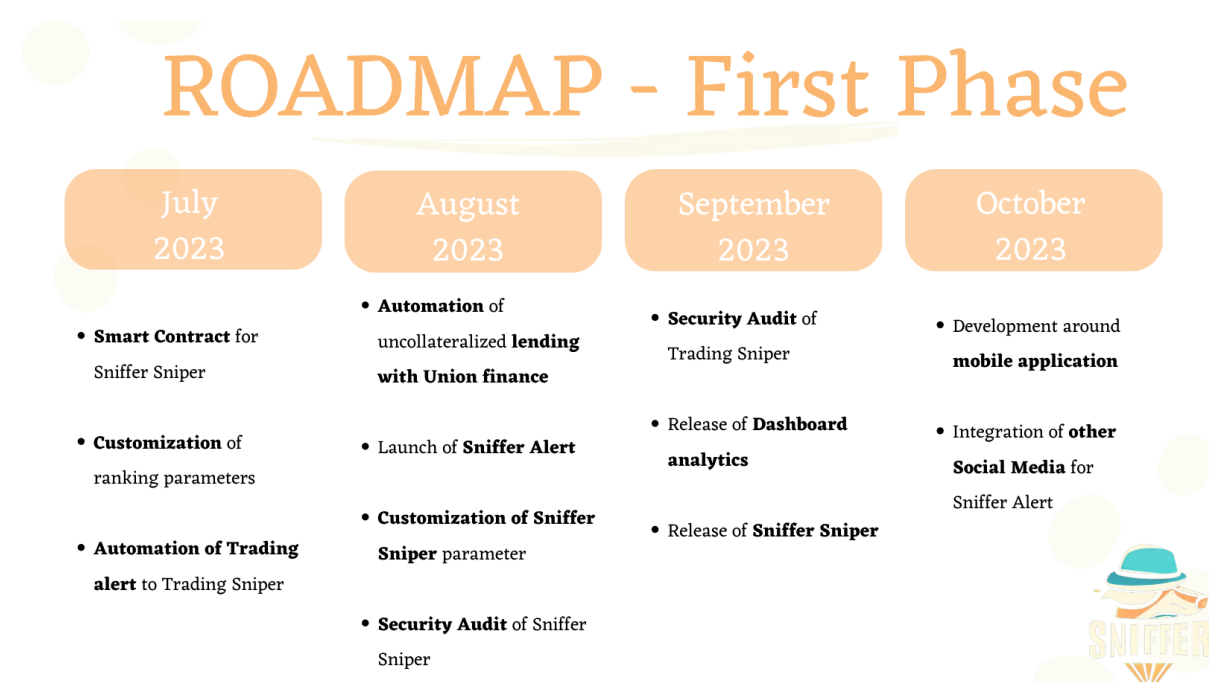 ROADMAP - First Phase
July
2023
• Smart Contract for
Sniffer Sniper
• Customization of
ranking parameters
• Automation of Trading
alert to Trading Sniper
August
2023
• Automation of
uncollateralized lending
with Union finance
• Launch of Sniffer Alert
• Customization of Sniffer
Sniper parameter
• Security Audit of Sniffer
Sniper
September
2023
• Security Audit of
Trading Sniper
• Release of Dashboard
analytics
• Release of Sniffer Sniper
October
2023
• Development around
mobile application
• Integration of other
Social Media for
Sniffer Alert
SNIFFER